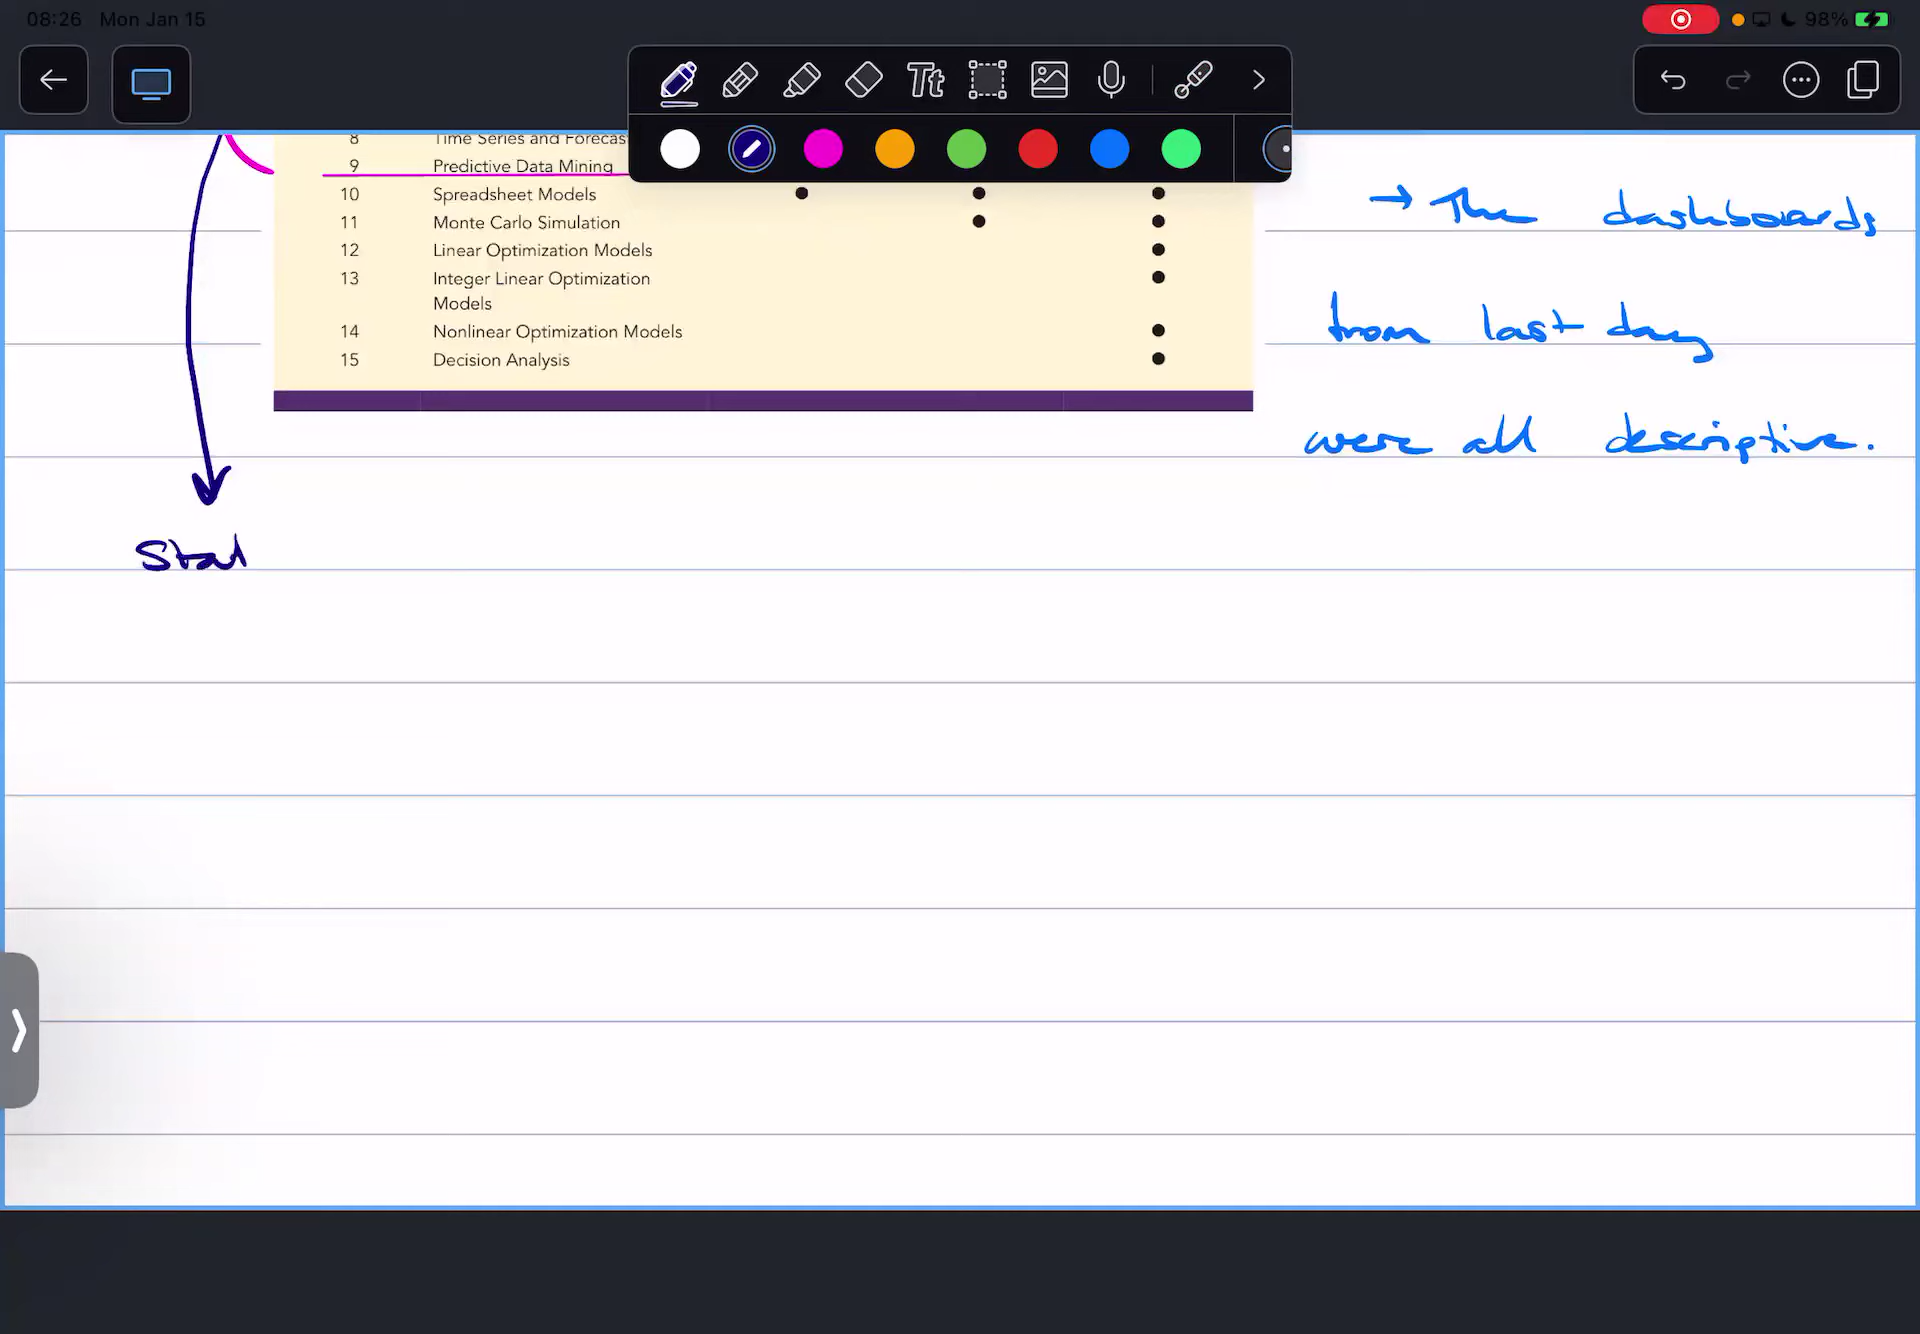 08:26 Mon Jan 15
98%
Tt
8 Time Series and Forecas
9 Predictive Data Mining
10 Spreadsheet Models
11 Monte Carlo Simulation
12 Linear Optimization Models
13 Integer Linear Optimization
Models
14 Nonlinear Optimization Models
15 Decision Analysis
→ The dashboards
from last day
were all descriptive.
Stat